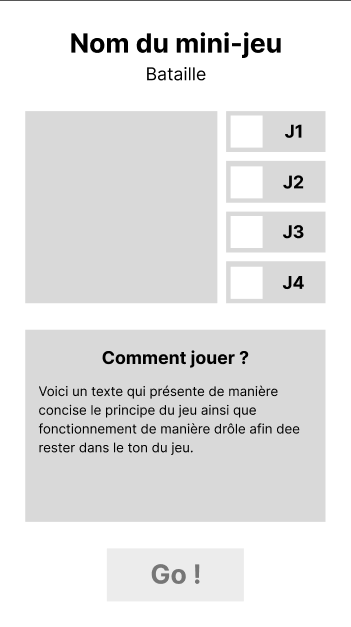 Nom du mini-jeu
Bataille
J1
J2
J3
J4
Comment jouer ?
Voici un texte qui présente de manière
concise le principe du jeu ainsi que
fonctionnement de manière drôle afin dee
rester dans le ton du jeu.
Go !